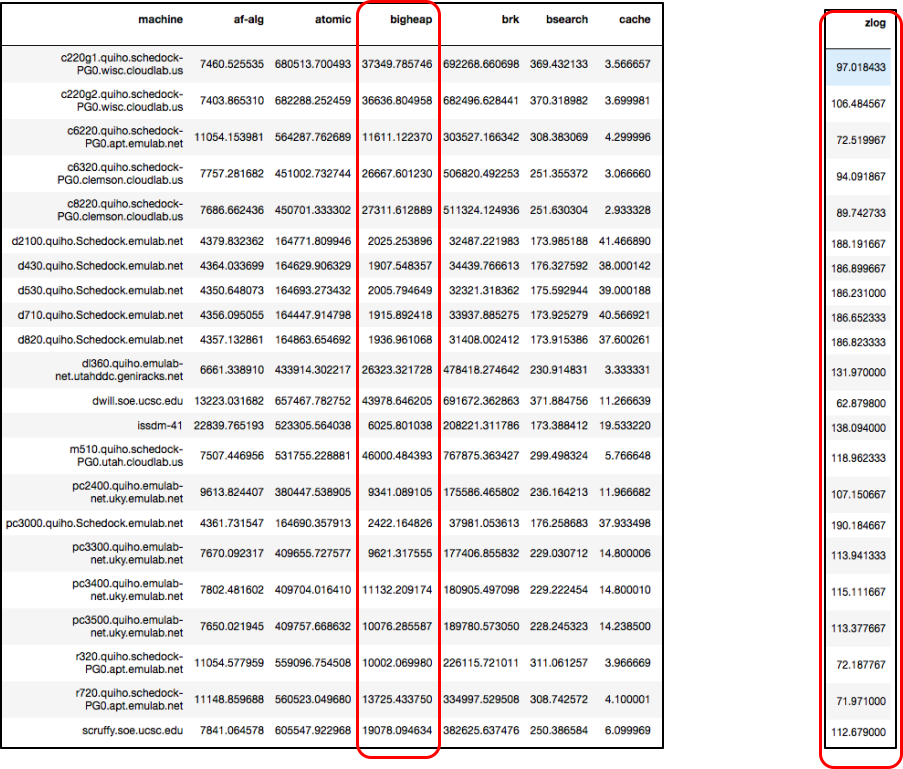 machine af-alg atomic bigheap brk bsearch cache zlog
c220g1.quiho.schedock-
PG0.wisc.cloudlab.us 7460.525535 680513.700493 37349.785746 692268.660698 369.432133 3.566657 97.018433
c220g2.quiho.schedock-
PG0.wisc.cloudlab.us 7403.865310 682288.252459 36636.804958 682496.628441 370.318982 3.699981 106.484567
c6220.quiho.schedock-
PG0.apt.emulab.net 11054.153981 564287.762689 11611.122370 303527.166342 308.383069 4.299996 72.519967
c6320.quiho.schedock-
PG0.clemson.cloudlab.us 7757.281682 451002.732744 26667.601230 506820.492253 251.355372 3.066660 94.091867
c8220.quiho.schedock-
PG0.clemson.cloudlab.us 7686.662436 450701.333302 27311.612889 511324.124936 251.630304 2.933328 89.742733
d2100.quiho.Schedock.emulab.net 4379.832362 164771.809946 2025.253896 32487.221983 173.985188 41.466890 188.191667
d430.quiho.Schedock.emulab.net 4364.033699 164629.906329 1907.548357 34439.766613 176.327592 38.000142 186.899667
d530.quiho.Schedock.emulab.net 4350.648073 164693.273432 2005.794649 32321.318362 175.592944 39.000188 186.231000
d710.quiho.Schedock.emulab.net 4356.095055 164447.914798 1915.892418 33937.885275 173.925279 40.566921 186.652333
d820.quiho.Schedock.emulab.net 4357.132861 164863.654692 1936.961068 31408.002412 173.915386 37.600261 186.823333
dl360.quiho.emulab-
net.utahddc.geniracks.net 6661.338910 433914.302217 26323.321728 478418.274642 230.914831 3.333331 131.970000
dwill.soe.ucsc.edu 13223.031682 657467.782752 43978.646205 691672.362863 371.884756 11.266639 62.879800
issdm-41 22839.765193 523305.564038 6025.801038 208221.311786 173.388412 19.533220 138.094000
m510.quiho.schedock-
PG0.utah.cloudlab.us 7507.446956 531755.228881 46000.484393 767875.363427 299.498324 5.766648 118.962333
pc2400.quiho.emulab-
net.uky.emulab.net 9613.824407 380447.538905 9341.089105 175586.465802 236.164213 11.966682 107.150667
pc3000.quiho.Schedock.emulab.net 4361.731547 164690.357913 2422.164826 37981.053613 176.258683 37.933498 190.184667
pc3300.quiho.emulab-
net.uky.emulab.net 7670.092317 409655.727577 9621.317555 177406.855832 229.030712 14.800006 113.941333
pc3400.quiho.emulab-
net.uky.emulab.net 7802.481602 409704.016410 11132.209174 180905.497098 229.222454 14.800010 115.111667
pc3500.quiho.emulab-
net.uky.emulab.net 7650.021945 409757.668632 10076.285587 189780.573050 228.245323 14.238500 113.377667
r320.quiho.schedock-
PG0.apt.emulab.net 11054.577959 559096.754508 10002.069980 226115.721011 311.061257 3.966669 72.187767
r720.quiho.schedock-
PG0.apt.emulab.net 11148.859688 560523.049680 13725.433750 334997.529508 308.742572 4.100001 71.971000
scruffy.soe.ucsc.edu 7841.064578 605547.922968 19078.094634 382625.637476 250.386584 6.099969 112.679000